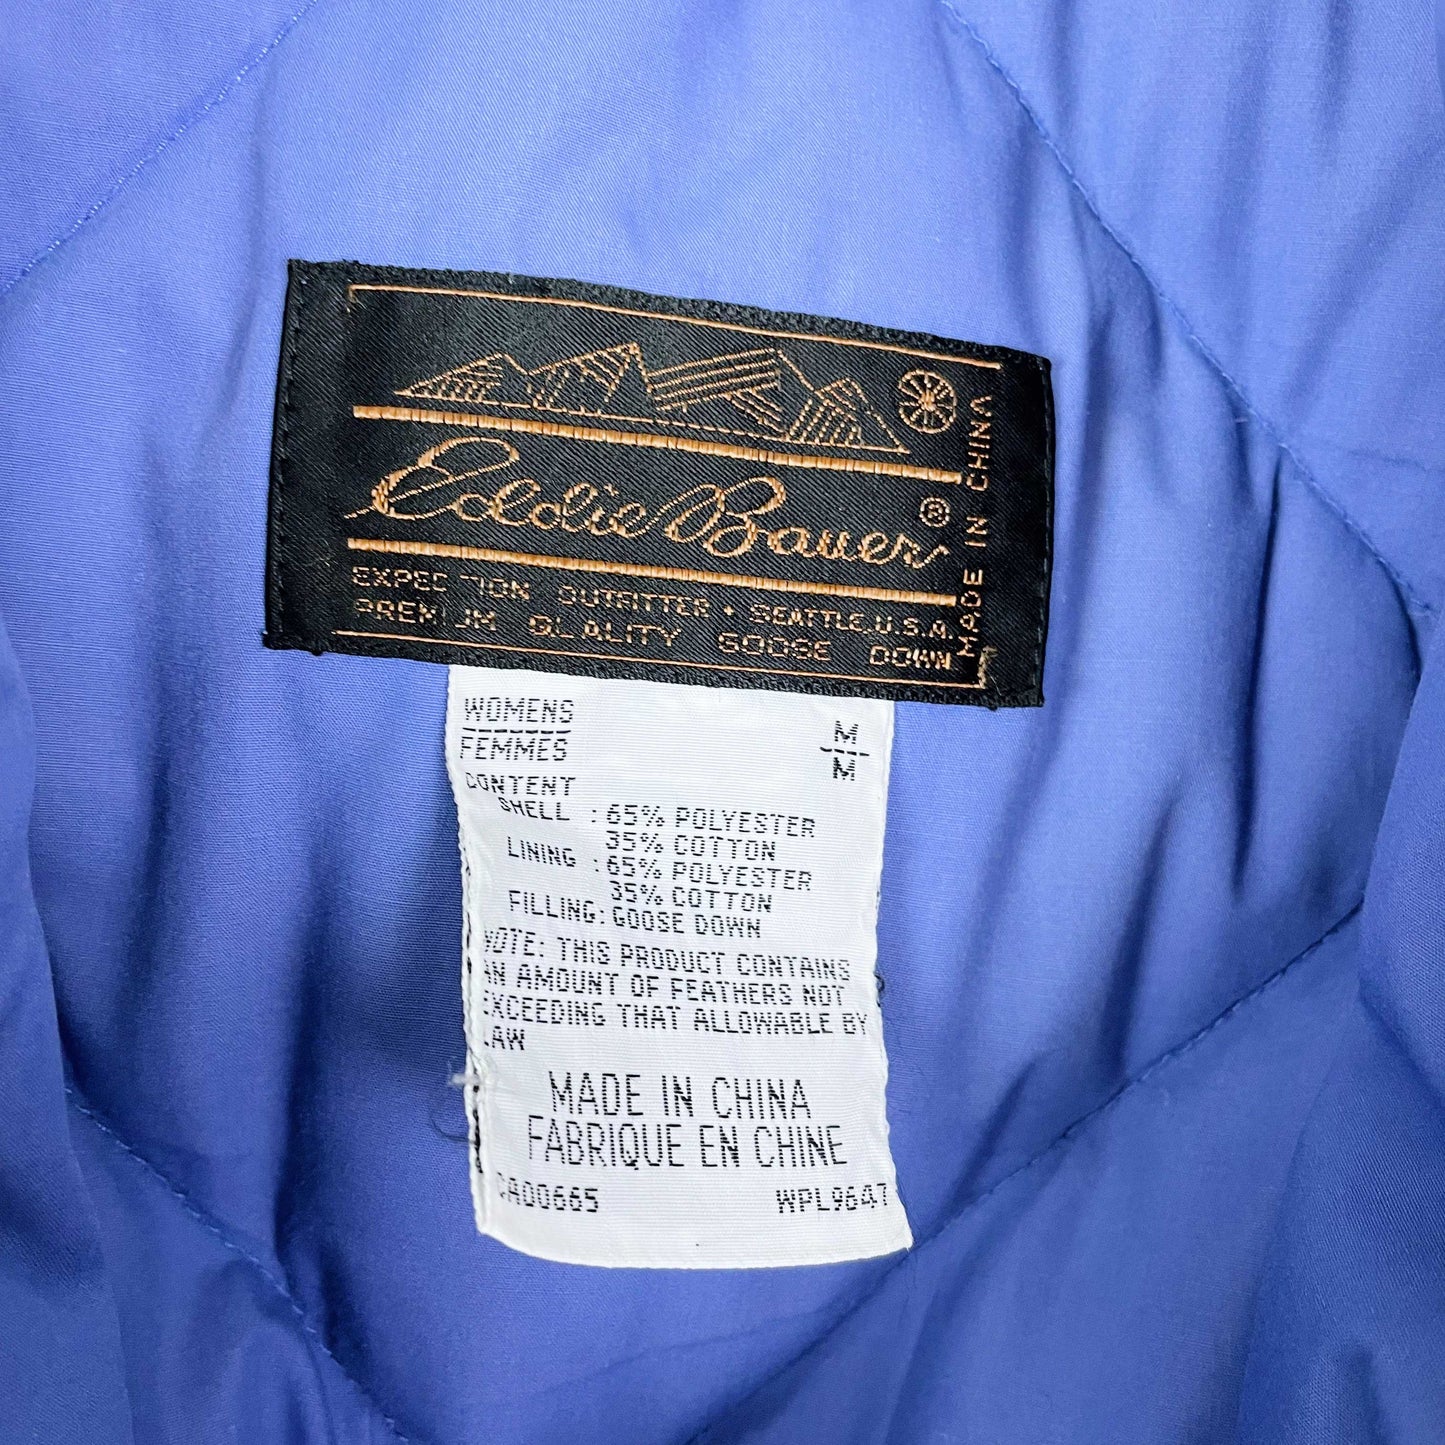 Eddie Bauer ®
EXPEDITION OUTFITTER • SEATTLE, U.S.A.
PREMIUM QUALITY GOOSE DOWN
MADE IN CHINA
WOMENS M
FEMMES M
CONTENT
SHELL : 65% POLYESTER
35% COTTON
LINING : 65% POLYESTER
35% COTTON
FILLING: GOOSE DOWN
NOTE: THIS PRODUCT CONTAINS
AN AMOUNT OF FEATHERS NOT
EXCEEDING THAT ALLOWABLE BY
LAW
MADE IN CHINA
FABRIQUE EN CHINE
CA00665 WPL9647